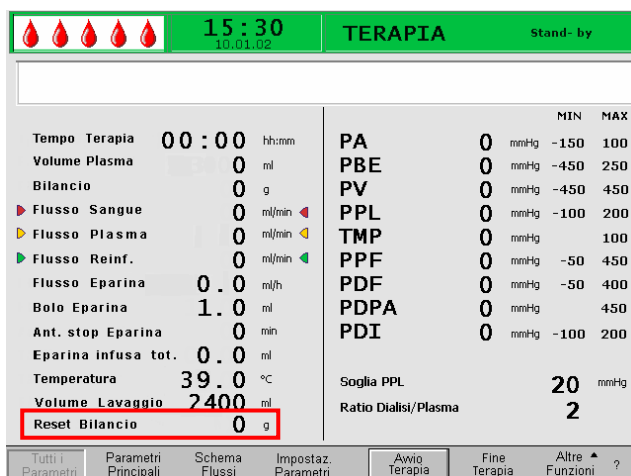 15:30 TERAPIA Stand- by
10.01.02
MIN MAX
Tempo Terapia 00:00 hh:mm
Volume Plasma 0 ml
Bilancio 0 g
Flusso Sangue 0 ml/min
Flusso Plasma 0 ml/min
Flusso Reinf. 0 ml/min
Flusso Eparina 0.0 ml/h
Bolo Eparina 1.0 ml
Ant. stop Eparina 0 min
Eparina infusa tot. 0.0 ml
Temperatura 39.0 °C
Volume Lavaggio 2400 ml
Reset Bilancio 0 g
PA 0 mmHg -150 100
PBE 0 mmHg -450 250
PV 0 mmHg -450 450
PPL 0 mmHg -100 200
TMP 0 mmHg 100
PPF 0 mmHg -50 450
PDF 0 mmHg -50 400
PDPA 0 mmHg 450
PDI 0 mmHg -100 200
Soglia PPL 20 mmHg
Ratio Dialisi/Plasma 2
Tutti i Parametri
Parametri Principali
Schema Flussi
Impostaz. Parametri
Avvio Terapia
Fine Terapia
Altre Funzioni
?